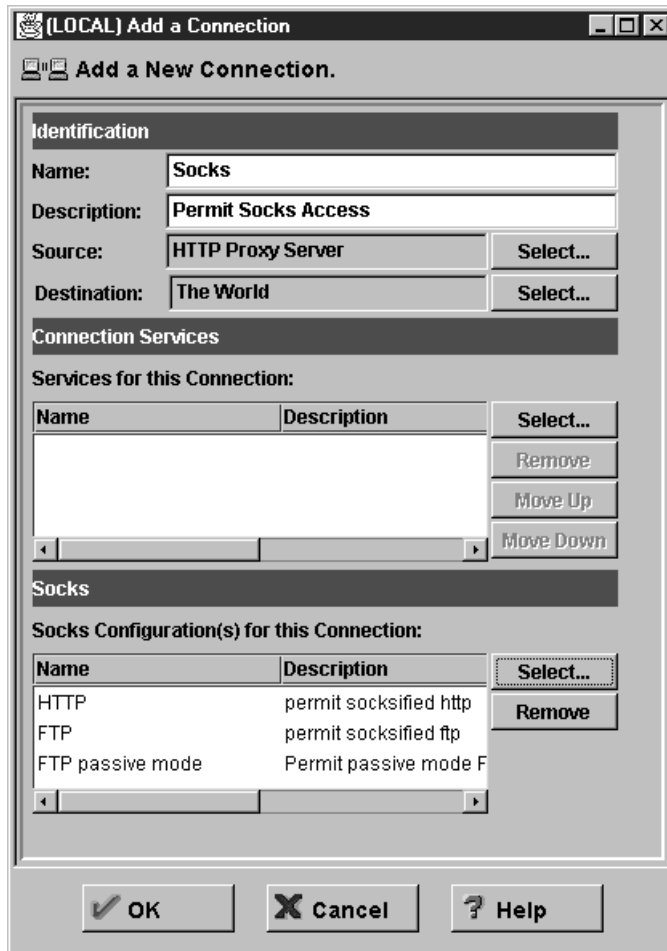 (LOCAL) Add a Connection
Add a New Connection.
Identification
Name: Socks
Description: Permit Socks Access
Source: HTTP Proxy Server Select...
Destination: The World Select...
Connection Services
Services for this Connection:
Name Description Select...
Remove
Move Up
Move Down
Socks
Socks Configuration(s) for this Connection:
Name Description Select...
HTTP permit socksified http Remove
FTP permit socksified ftp
FTP passive mode Permit passive mode F
OK Cancel Help